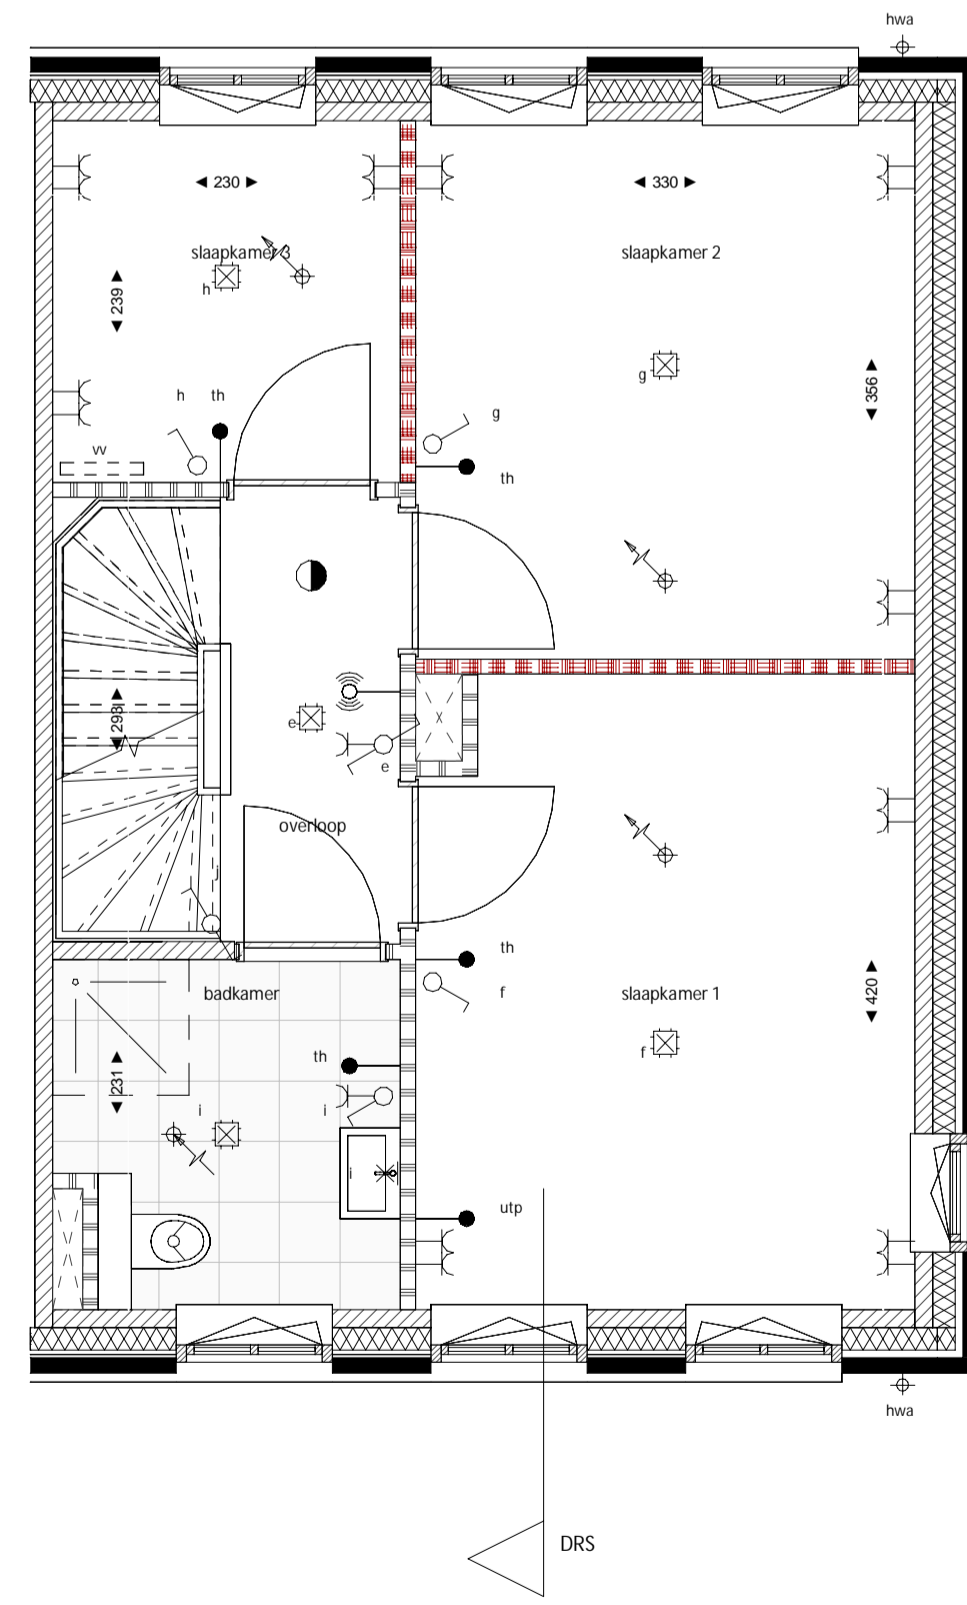 hwa
230
330
slaapkamer 3
slaapkamer 2
h
239
g
356
h
th
g
vv
th
293
e
e
overloop
j
th
badkamer
f
slaapkamer 1
420
th
f
231
i
i
i
utp
hwa
DRS